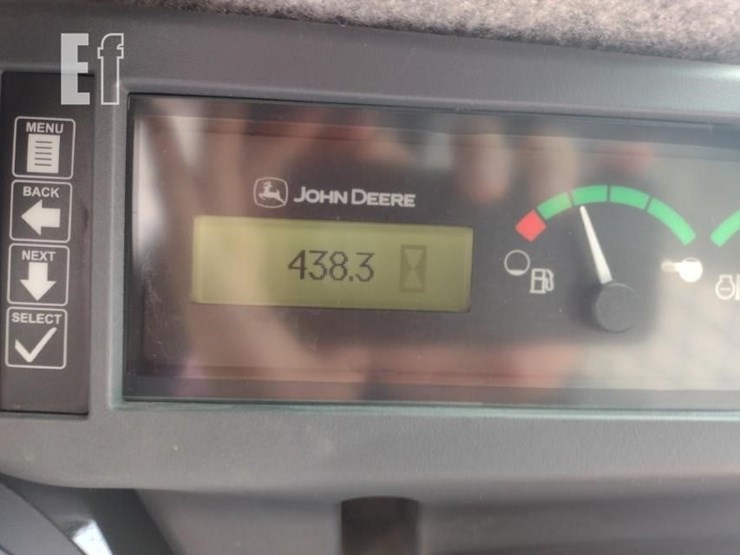 Ef
MENU
BACK
NEXT
SELECT
JOHN DEERE
438.3